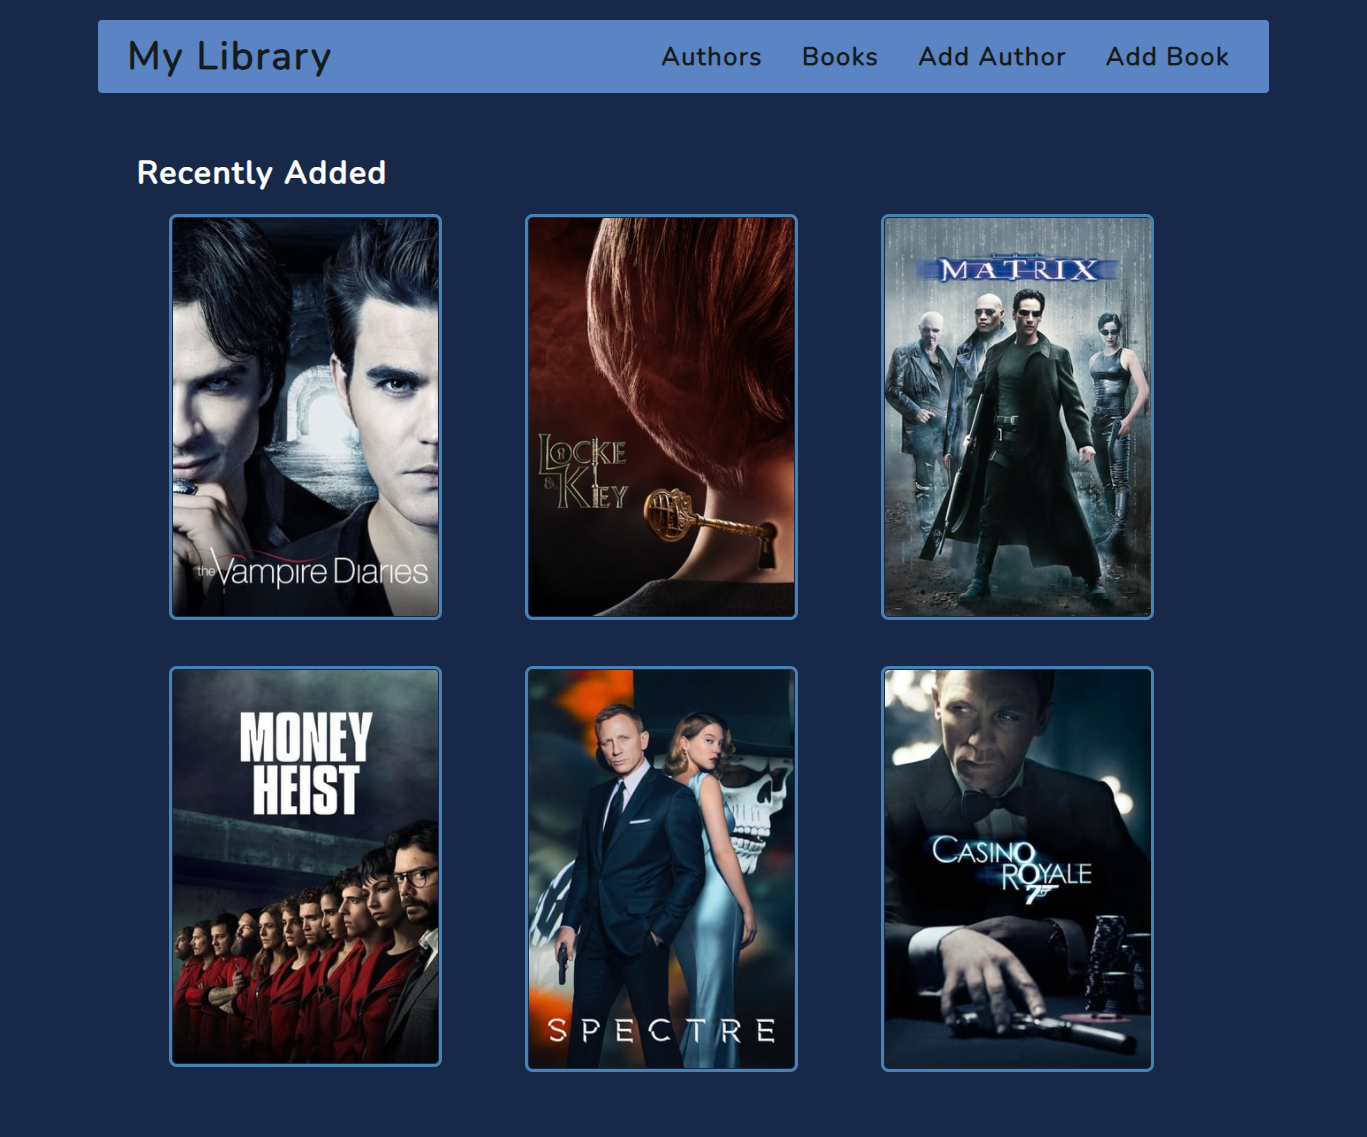 My Library
Authors Books Add Author Add Book
Recently Added
the Vampire Diaries
LOCKE
& KEY
MATRIX
MONEY
HEIST
SPECTRE
CASINO
ROYALE
007